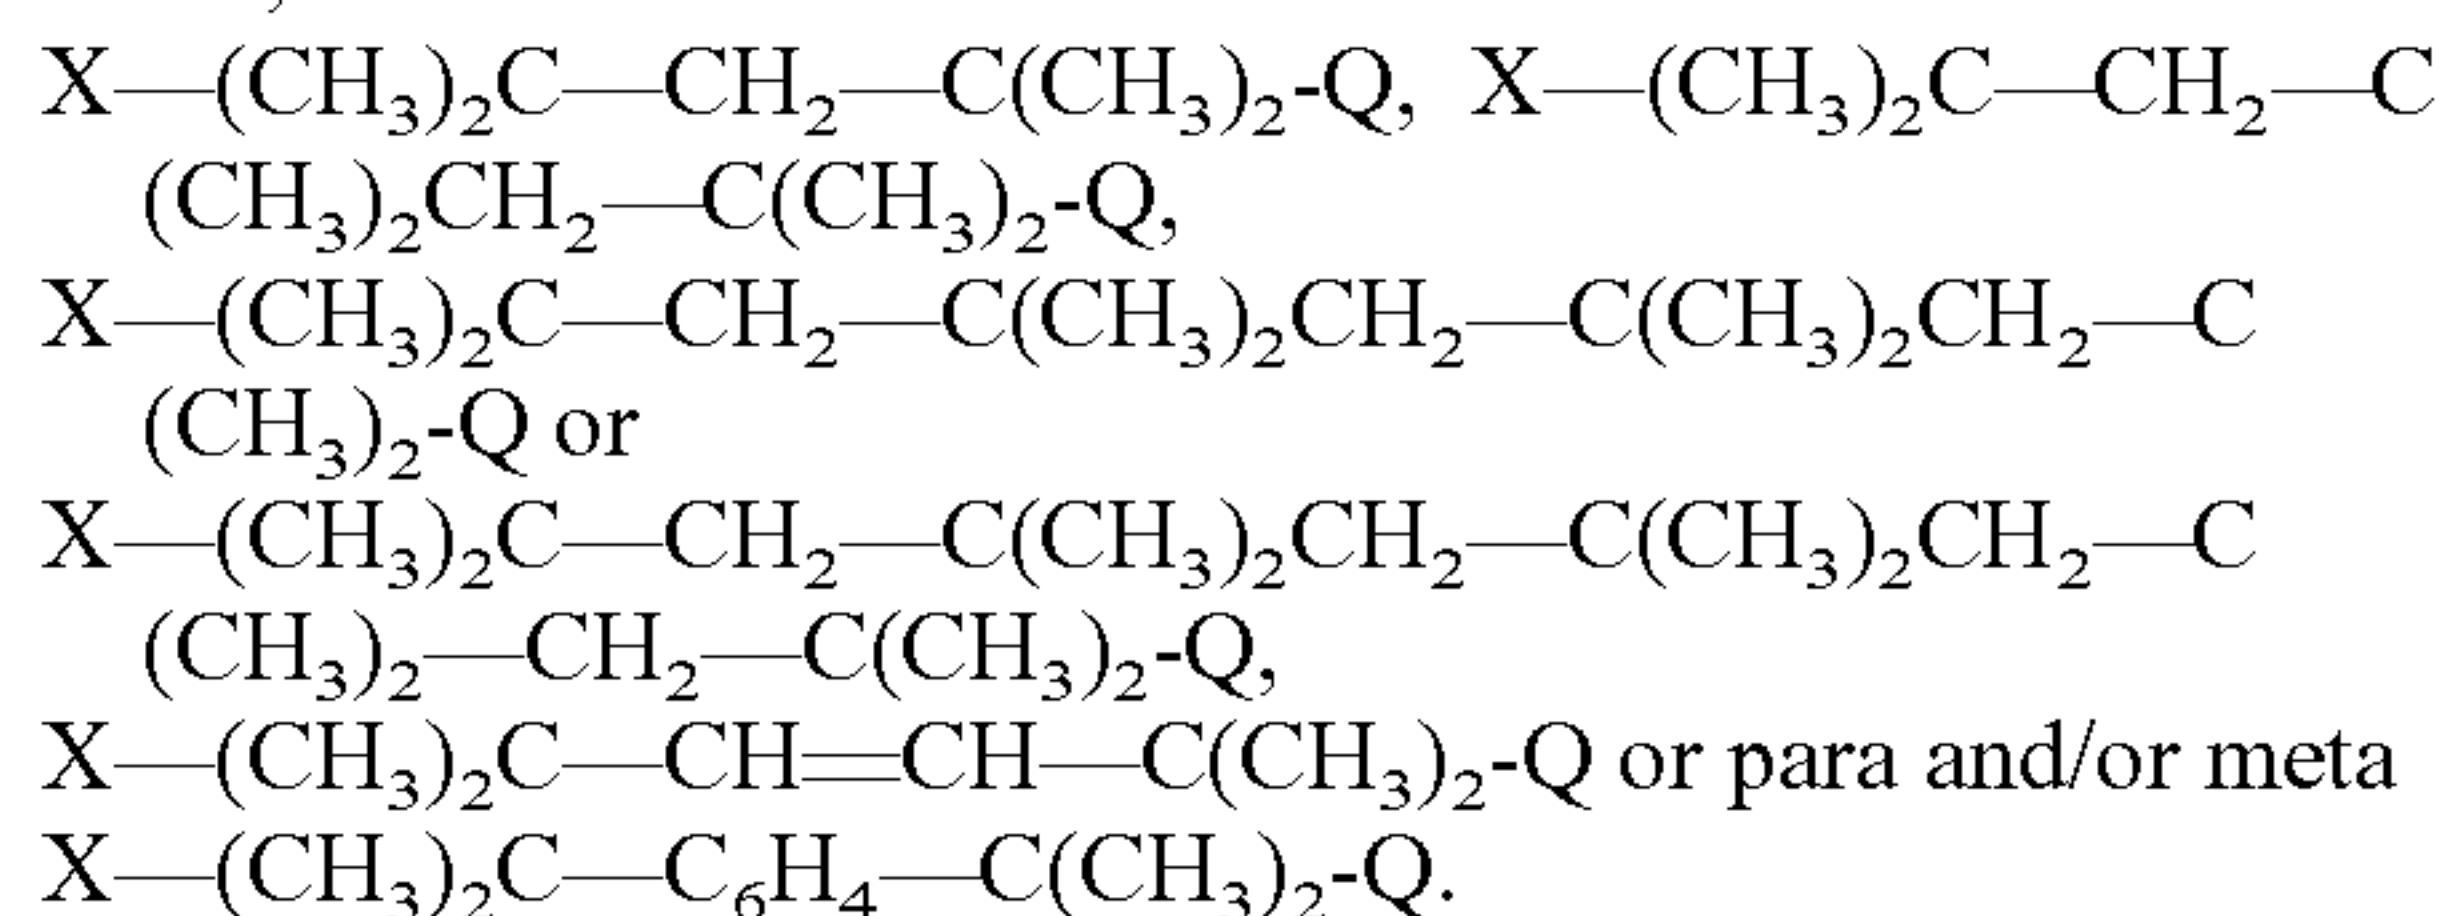 X—(CH₃)₂C—CH₂—C(CH₃)₂-Q, X—(CH₃)₂C—CH₂—C
(CH₃)₂CH₂—C(CH₃)₂-Q,
X—(CH₃)₂C—CH₂—C(CH₃)₂CH₂—C(CH₃)₂CH₂—C
(CH₃)₂-Q or
X—(CH₃)₂C—CH₂—C(CH₃)₂CH₂—C(CH₃)₂CH₂—C
(CH₃)₂—CH₂—C(CH₃)₂-Q,
X—(CH₃)₂C—CH═CH—C(CH₃)₂-Q or para and/or meta
X—(CH₃)₂C—C₆H₄—C(CH₃)₂-Q.